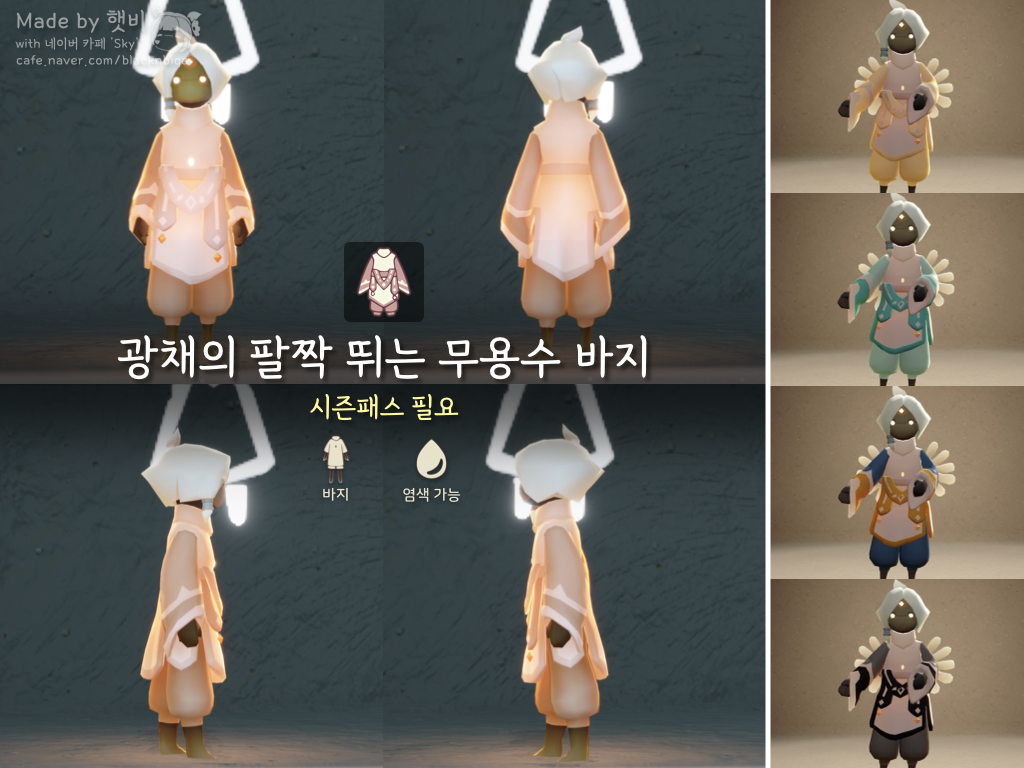 Made by 햇비
with 네이버 카페 'Sky
cafe.naver.com/
광채의 팔짝 뛰는 무용수 바지
시즌패스 필요
바지
염색 가능